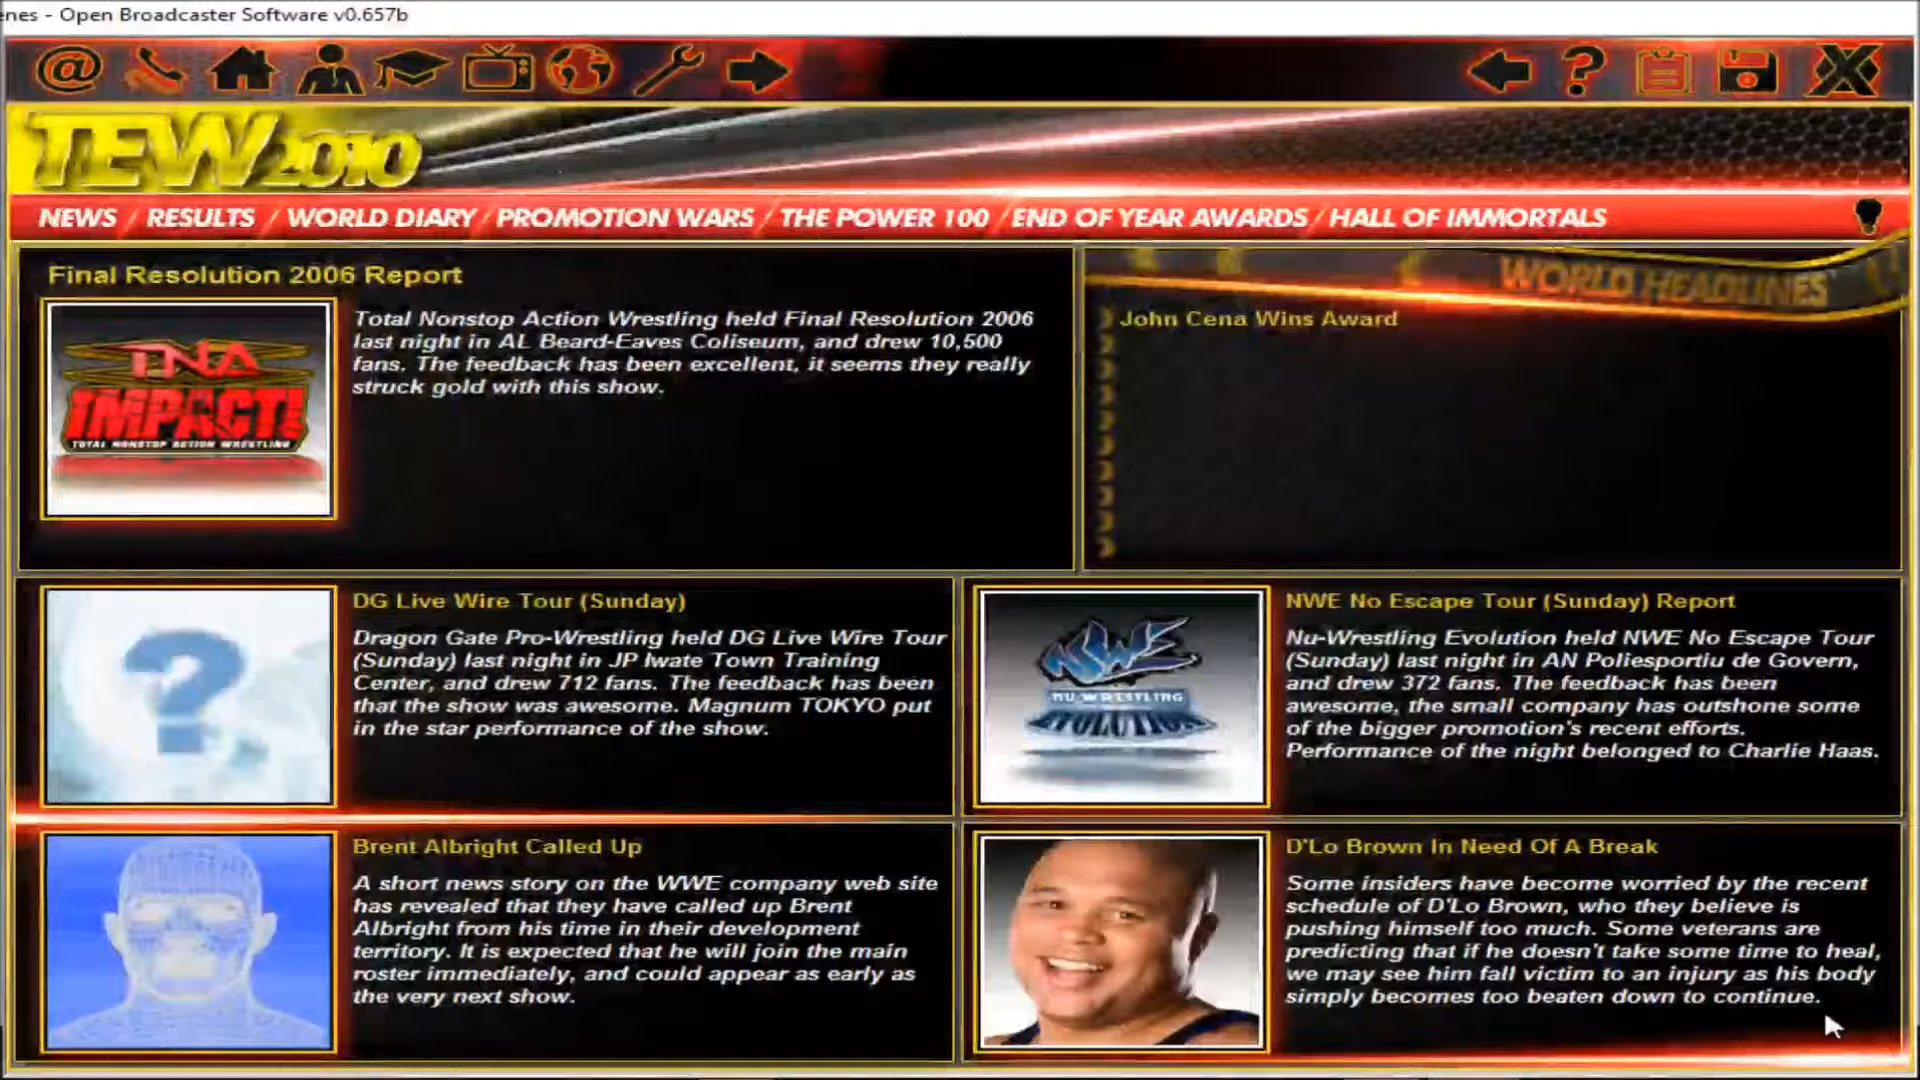 enes - Open Broadcaster Software v0.657b
TEW2010
NEWS / RESULTS / WORLD DIARY / PROMOTION WARS / THE POWER 100 / END OF YEAR AWARDS / HALL OF IMMORTALS
Final Resolution 2006 Report
TNA
IMPACT!
TOTAL NONSTOP ACTION WRESTLING
Total Nonstop Action Wrestling held Final Resolution 2006
last night in AL Beard-Eaves Coliseum, and drew 10,500
fans. The feedback has been excellent, it seems they really
struck gold with this show.
WORLD HEADLINES
John Cena Wins Award
DG Live Wire Tour (Sunday)
Dragon Gate Pro-Wrestling held DG Live Wire Tour
(Sunday) last night in JP Iwate Town Training
Center, and drew 712 fans. The feedback has been
that the show was awesome. Magnum TOKYO put
in the star performance of the show.
NWE
NU-WRESTLING
EVOLUTION
NWE No Escape Tour (Sunday) Report
Nu-Wrestling Evolution held NWE No Escape Tour
(Sunday) last night in AN Poliesportiu de Govern,
and drew 372 fans. The feedback has been
awesome, the small company has outshone some
of the bigger promotion's recent efforts.
Performance of the night belonged to Charlie Haas.
Brent Albright Called Up
A short news story on the WWE company web site
has revealed that they have called up Brent
Albright from his time in their development
territory. It is expected that he will join the main
roster immediately, and could appear as early as
the very next show.
D'Lo Brown In Need Of A Break
Some insiders have become worried by the recent
schedule of D'Lo Brown, who they believe is
pushing himself too much. Some veterans are
predicting that if he doesn't take some time to heal,
we may see him fall victim to an injury as his body
simply becomes too beaten down to continue.